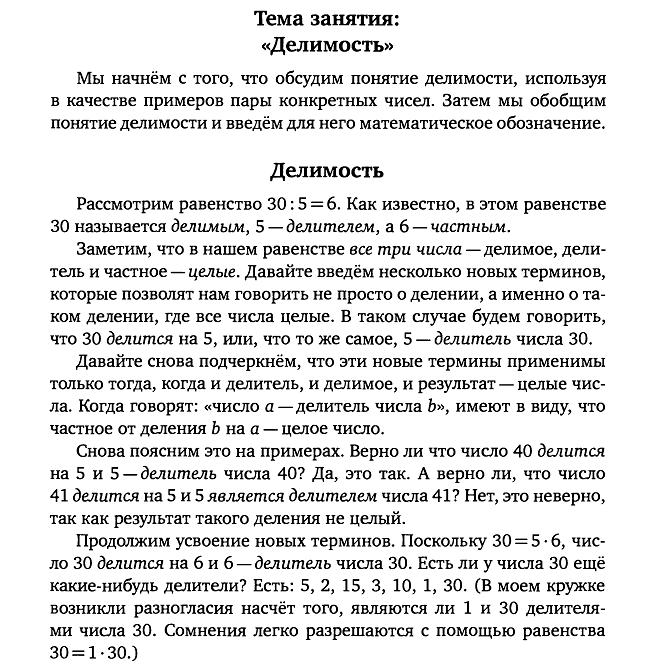 Тема занятия:
«Делимость»
Мы начнём с того, что обсудим понятие делимости, используя
в качестве примеров пары конкретных чисел. Затем мы обобщим
понятие делимости и введём для него математическое обозначение.
Делимость
Рассмотрим равенство 30 : 5 = 6. Как известно, в этом равенстве
30 называется делимым, 5 — делителем, а 6 — частным.
Заметим, что в нашем равенстве все три числа — делимое, дели-
тель и частное — целые. Давайте введём несколько новых терминов,
которые позволят нам говорить не просто о делении, а именно о та-
ком делении, где все числа целые. В таком случае будем говорить,
что 30 делится на 5, или, что то же самое, 5 — делитель числа 30.
Давайте снова подчеркнём, что эти новые термины применимы
только тогда, когда и делитель, и делимое, и результат — целые чис-
ла. Когда говорят: «число a — делитель числа b», имеют в виду, что
частное от деления b на a — целое число.
Снова поясним это на примерах. Верно ли что число 40 делится
на 5 и 5 — делитель числа 40? Да, это так. А верно ли, что число
41 делится на 5 и 5 является делителем числа 41? Нет, это неверно,
так как результат такого деления не целый.
Продолжим усвоение новых терминов. Поскольку 30 = 5 · 6, чис-
ло 30 делится на 6 и 6 — делитель числа 30. Есть ли у числа 30 ещё
какие-нибудь делители? Есть: 5, 2, 15, 3, 10, 1, 30. (В моем кружке
возникли разногласия насчёт того, являются ли 1 и 30 делителя-
ми числа 30. Сомнения легко разрешаются с помощью равенства
30 = 1 · 30.)